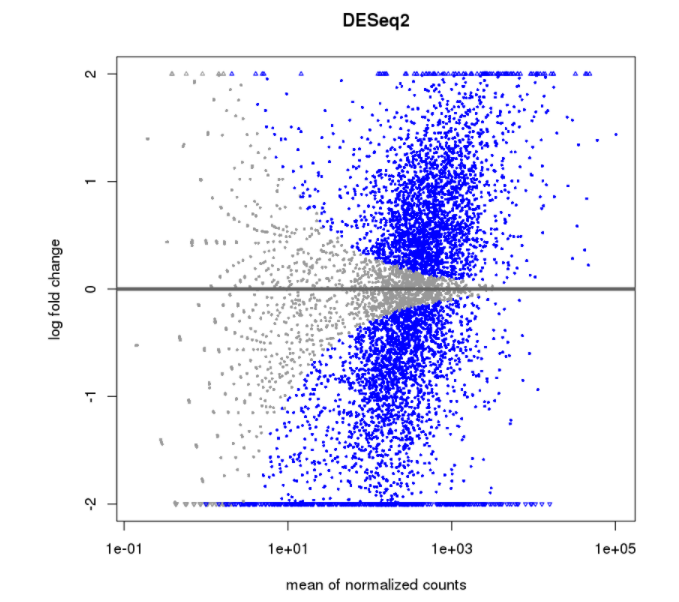 DESeq2
log fold change
2
1
0
-1
-2
1e-01 1e+01 1e+03 1e+05
mean of normalized counts